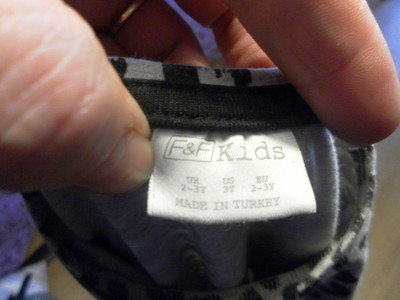 F&F Kids
UK US EU
2-3Y 3T 2-3Y
MADE IN TURKEY